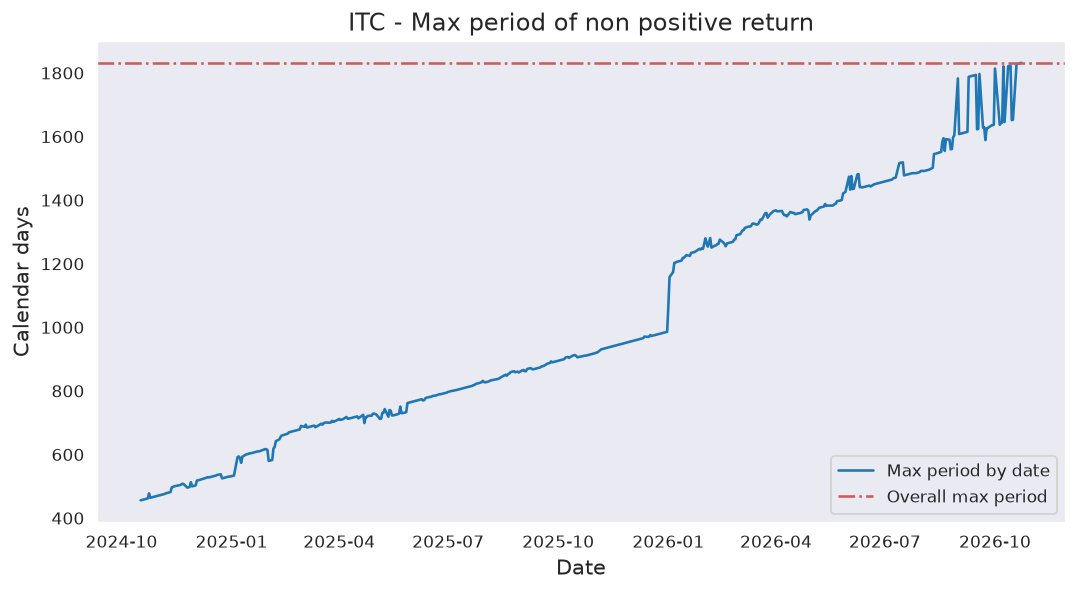 ITC - Max period of non positive return
Calendar days
1800
1600
1400
1200
1000
800
600
400
Max period by date
Overall max period
2024-10 2025-01 2025-04 2025-07 2025-10 2026-01 2026-04 2026-07 2026-10
Date